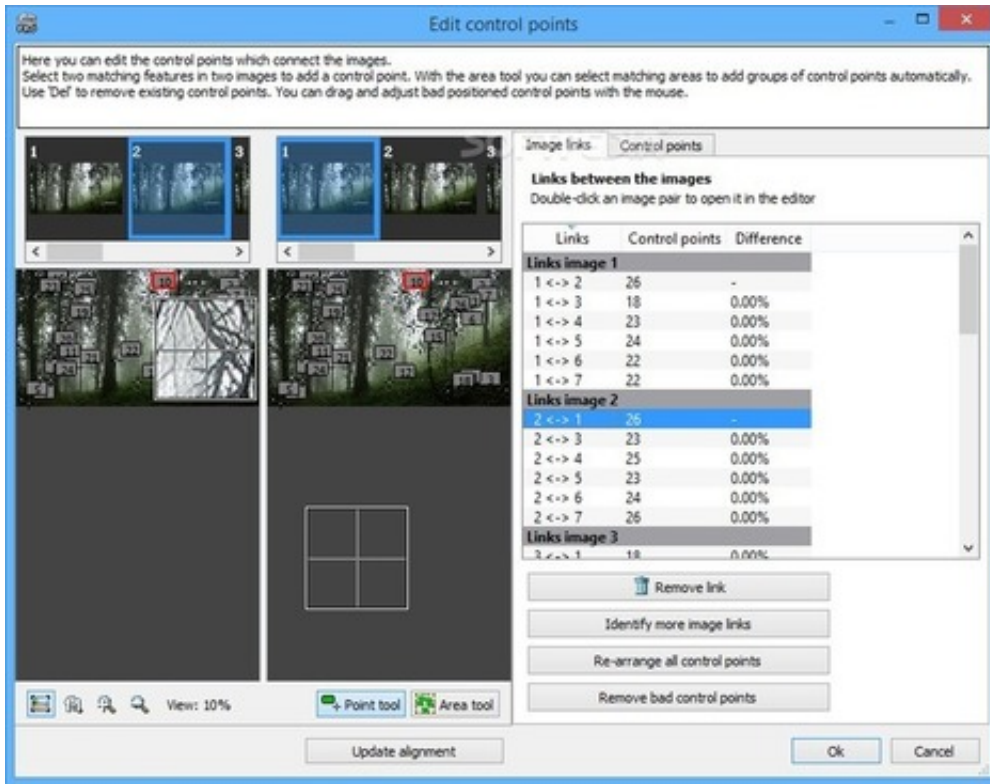 Edit control points
Here you can edit the control points which connect the images.
Select two matching features in two images to add a control point. With the area tool you can select matching areas to add groups of control points automatically.
Use 'Del' to remove existing control points. You can drag and adjust bad positioned control points with the mouse.
1 2 3
1 2 3
Image links Control points
Links between the images
Double-click an image pair to open it in the editor
Links Control points Difference
Links image 1
1 <-> 2 26 -
1 <-> 3 18 0.00%
1 <-> 4 23 0.00%
1 <-> 5 24 0.00%
1 <-> 6 22 0.00%
1 <-> 7 22 0.00%
Links image 2
2 <-> 1 26 -
2 <-> 3 23 0.00%
2 <-> 4 25 0.00%
2 <-> 5 23 0.00%
2 <-> 6 24 0.00%
2 <-> 7 26 0.00%
Links image 3
3 <-> 1 18 0.00%
10
22
10
22
Remove link
Identify more image links
Re-arrange all control points
Remove bad control points
View: 10%
Point tool
Area tool
Update alignment
Ok
Cancel